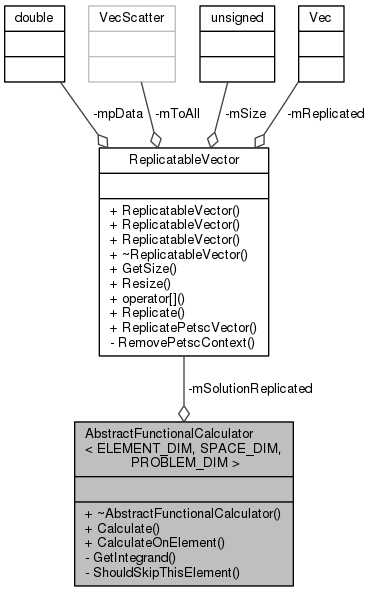 double
VecScatter
unsigned
Vec
-mpData
-mToAll
-mSize
-mReplicated
ReplicatableVector
+ ReplicatableVector()
+ ReplicatableVector()
+ ReplicatableVector()
+ ~ReplicatableVector()
+ GetSize()
+ Resize()
+ operator[]()
+ Replicate()
+ ReplicatePetscVector()
- RemovePetscContext()
-mSolutionReplicated
AbstractFunctionalCalculator
< ELEMENT_DIM, SPACE_DIM,
PROBLEM_DIM >
+ ~AbstractFunctionalCalculator()
+ Calculate()
+ CalculateOnElement()
- GetIntegrand()
- ShouldSkipThisElement()